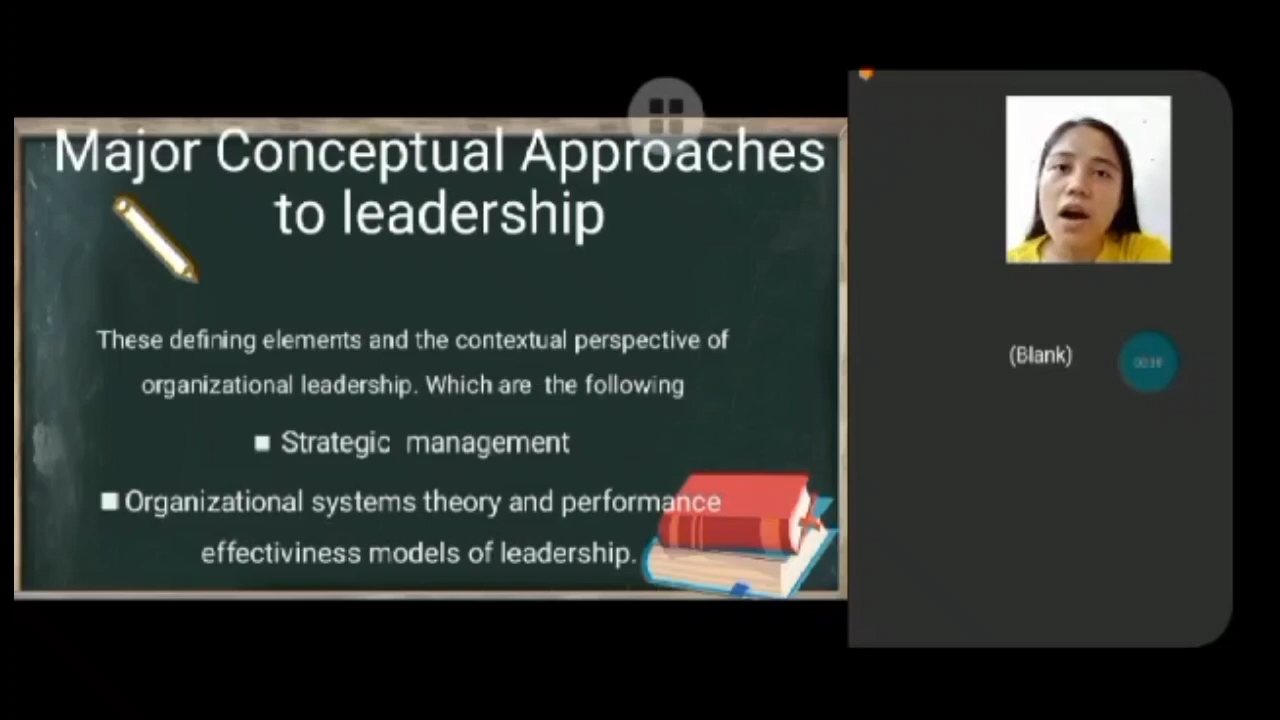 Major Conceptual Approaches
to leadership
These defining elements and the contextual perspective of
organizational leadership. Which are the following
■ Strategic management
■ Organizational systems theory and performance
effectiviness models of leadership.
(Blank)